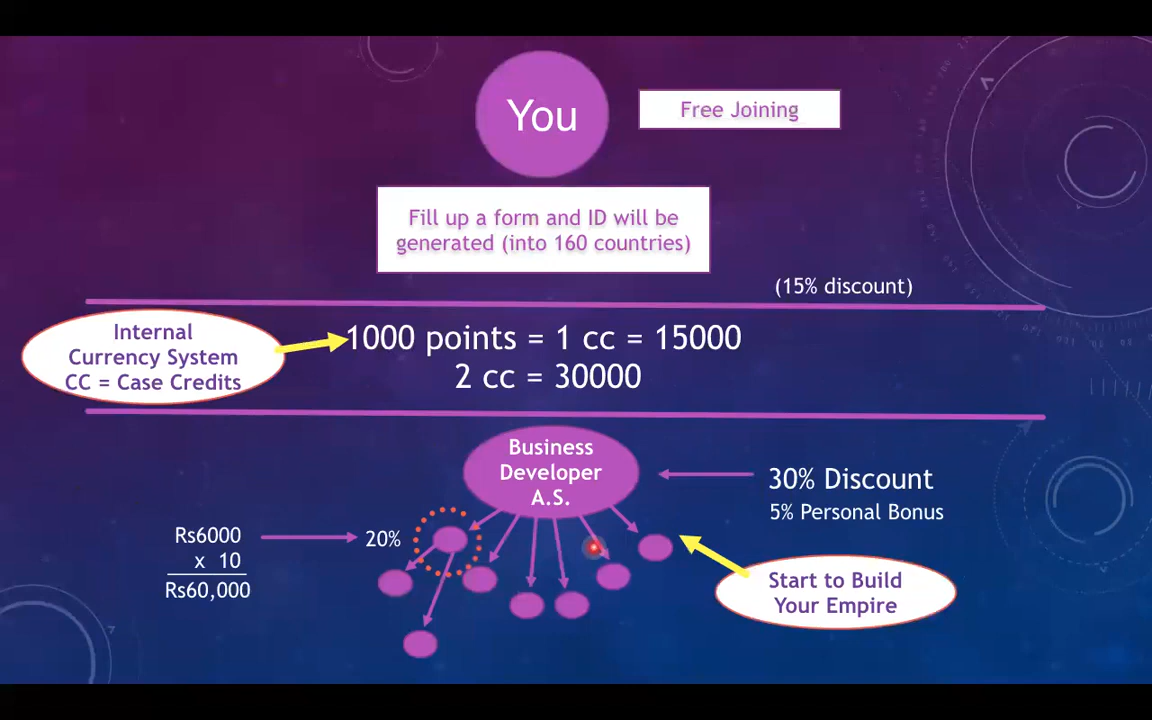 You
Free Joining
Fill up a form and ID will be
generated (into 160 countries)
(15% discount)
Internal
Currency System
CC = Case Credits
1000 points = 1 cc = 15000
2 cc = 30000
Business
Developer
A.S.
30% Discount
5% Personal Bonus
Rs6000
x 10
Rs60,000
20%
Start to Build
Your Empire